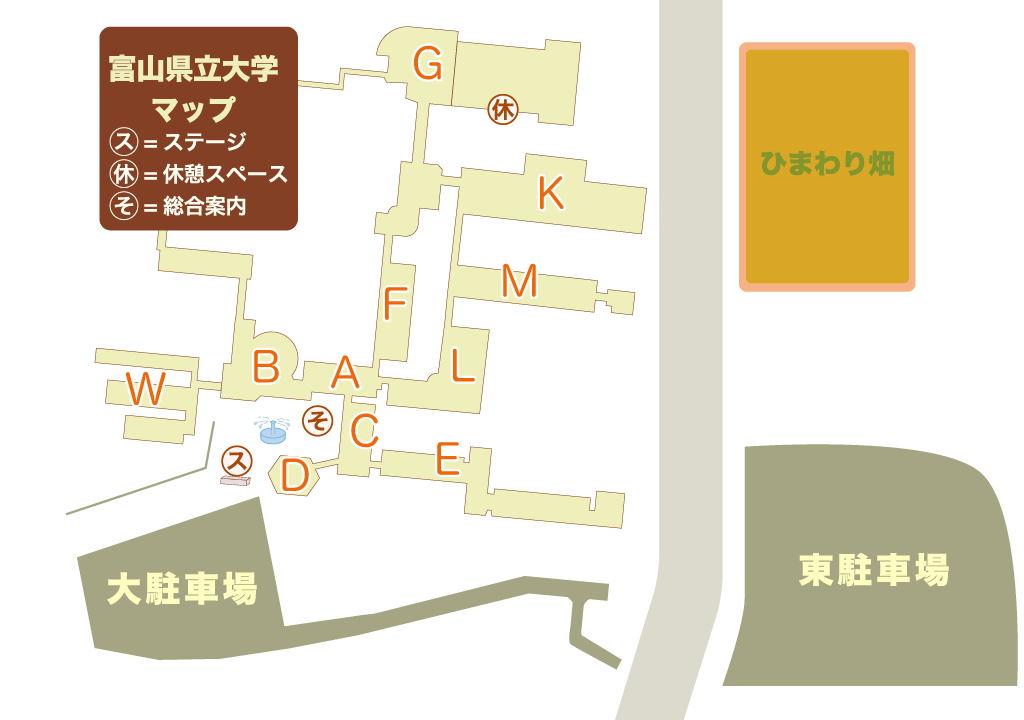 富山県立大学
マップ
ス = ステージ
休 = 休憩スペース
そ = 総合案内
G
休
ひまわり畑
K
M
F
B
A
L
W
そ
C
ス
D
E
大駐車場
東駐車場